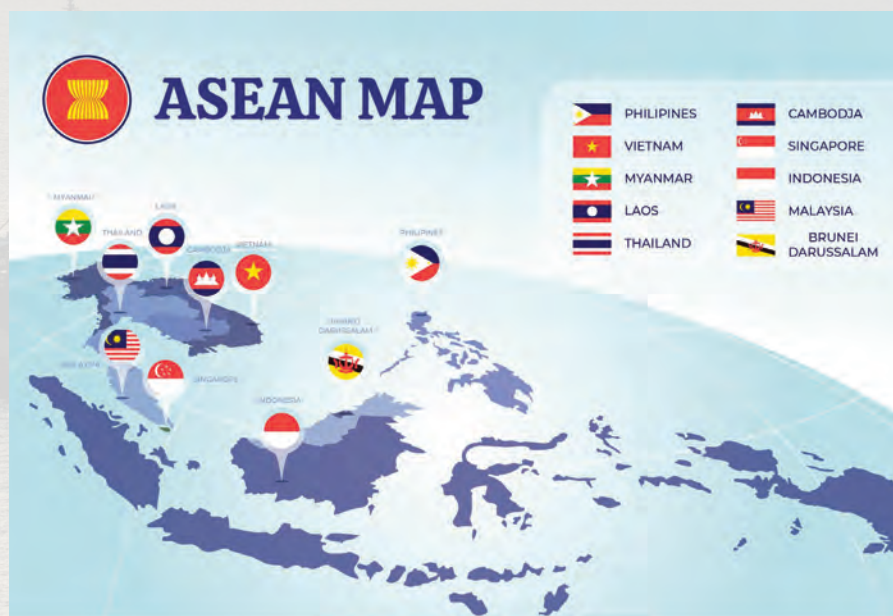 ASEAN MAP
PHILIPINES
VIETNAM
MYANMAR
LAOS
THAILAND
CAMBODJA
SINGAPORE
INDONESIA
MALAYSIA
BRUNEI
DARUSSALAM
MYANMAR
THAILAND
LAOS
CAMBODJA
VIETNAM
PHILIPINES
BRUNEI
DARUSSALAM
MALAYSIA
SINGAPORE
INDONESIA